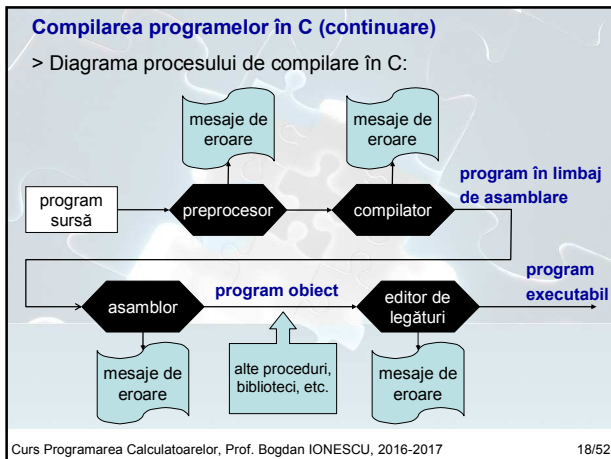 Compilarea programelor în C (continuare)
> Diagrama procesului de compilare în C:
mesaje de
eroare
mesaje de
eroare
program
sursă
preprocesor
compilator
program în limbaj
de asamblare
asamblor
program obiect
editor de
legături
program
executabil
mesaje de
eroare
alte proceduri,
biblioteci, etc.
mesaje de
eroare
Curs Programarea Calculatoarelor, Prof. Bogdan IONESCU, 2016-2017
18/52